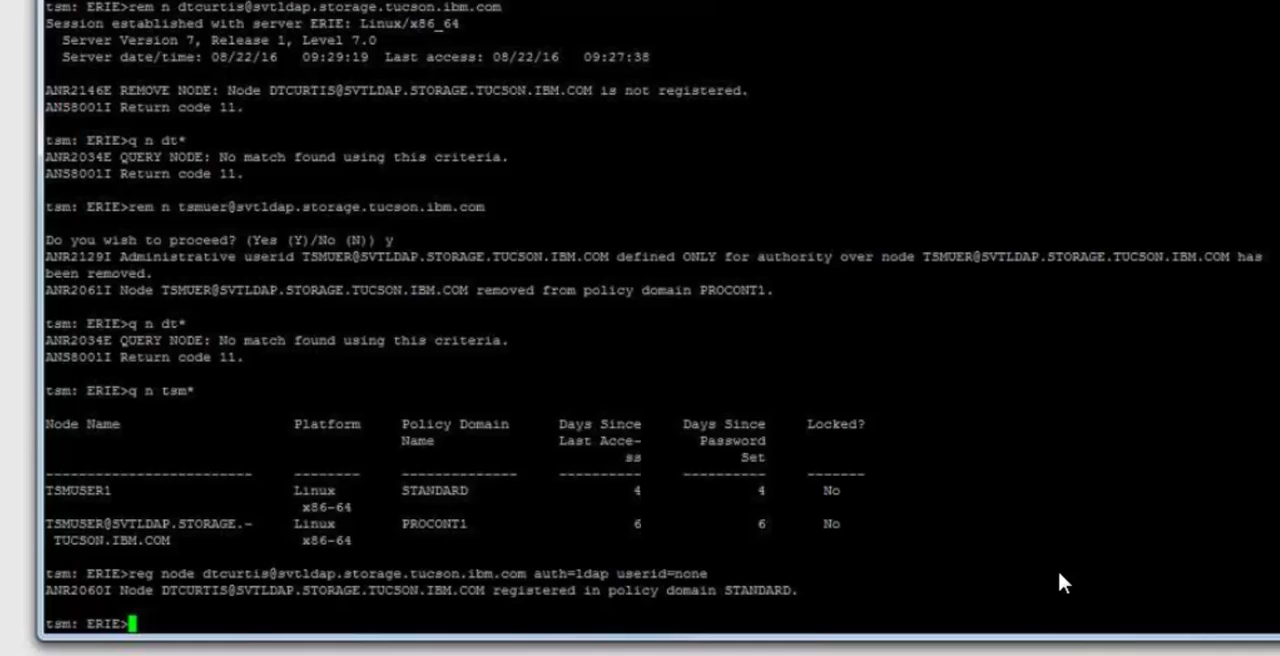 tsm: ERIE>rem n dtcurtis@svtldap.storage.tucson.ibm.com
Session established with server ERIE: Linux/x86_64
Server Version 7, Release 1, Level 7.0
Server date/time: 08/22/16 09:29:19 Last access: 08/22/16 09:27:38
ANR2146E REMOVE NODE: Node DTCURTIS@SVTLDAP.STORAGE.TUCSON.IBM.COM is not registered.
ANS8001I Return code 11.
tsm: ERIE>q n dt*
ANR2034E QUERY NODE: No match found using this criteria.
ANS8001I Return code 11.
tsm: ERIE>rem n tsmuer@svtldap.storage.tucson.ibm.com
Do you wish to proceed? (Yes (Y)/No (N)) y
ANR2129I Administrative userid TSMUER@SVTLDAP.STORAGE.TUCSON.IBM.COM defined ONLY for authority over node TSMUER@SVTLDAP.STORAGE.TUCSON.IBM.COM has
been removed.
ANR2061I Node TSMUER@SVTLDAP.STORAGE.TUCSON.IBM.COM removed from policy domain PROCONT1.
tsm: ERIE>q n dt*
ANR2034E QUERY NODE: No match found using this criteria.
ANS8001I Return code 11.
tsm: ERIE>q n tsm*
Node Name Platform Policy Domain Days Since Days Since Locked?
Name Last Acce- Password
ss Set
------------------------- -------- -------------- ---------- ---------- -------
TSMUSER1 Linux STANDARD 4 4 No
x86-64
TSMUSER@SVTLDAP.STORAGE.- Linux PROCONT1 6 6 No
TUCSON.IBM.COM x86-64
tsm: ERIE>reg node dtcurtis@svtldap.storage.tucson.ibm.com auth=ldap userid=none
ANR2060I Node DTCURTIS@SVTLDAP.STORAGE.TUCSON.IBM.COM registered in policy domain STANDARD.
tsm: ERIE>